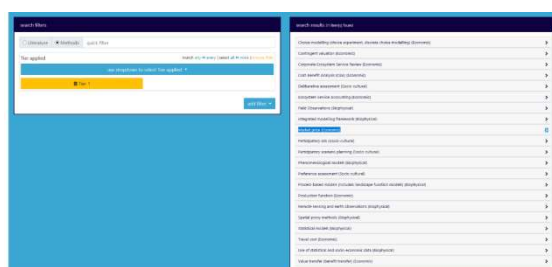 search filters
Literature Methods quick filter
Tier applied
use dropdown to select Tier applied
Tier 1
add filter
search results in
Choice modelling (choice experiment, discrete choice modelling) (Economic)
Contingent valuation (Economic)
Corporate Ecosystem Service Review (Economic)
Cost benefit analysis (CBA) (Economic)
Deliberative assessment (Socio cultural)
Ecosystem service accounting (Economic)
Field Observations (Biophysical)
Integrated modelling framework (Biophysical)
Market price (Economic)
Participatory GIS (Socio cultural)
Participatory scenario planning (Socio cultural)
Phenomenological models (Biophysical)
Preference assessment (Socio cultural)
Process based models (includes landscape function models) (Biophysical)
Production function (Economic)
Remote sensing and earth observations (Biophysical)
Spatial proxy methods (Biophysical)
Statistical models (Biophysical)
Travel cost (Economic)
Use of statistical and socio-economic data (Biophysical)
Value transfer (benefit transfer) (Economic)